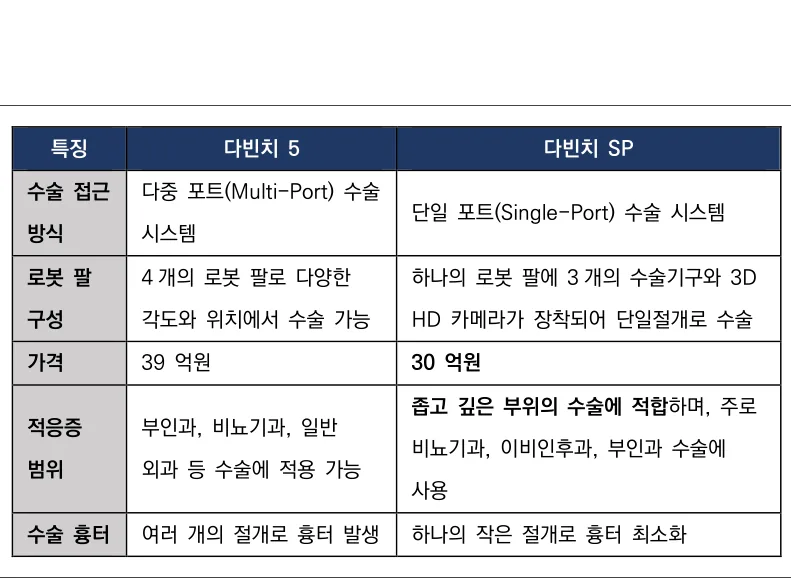 특징 다빈치 5 다빈치 SP
수술 접근
방식
다중 포트(Multi-Port) 수술
시스템
단일 포트(Single-Port) 수술 시스템
로봇 팔
구성
4개의 로봇 팔로 다양한
각도와 위치에서 수술 가능
하나의 로봇 팔에 3개의 수술기구와 3D
HD 카메라가 장착되어 단일절개로 수술
가격 39 억원 30 억원
적응증
범위
부인과, 비뇨기과, 일반
외과 등 수술에 적용 가능
좁고 깊은 부위의 수술에 적합하며, 주로
비뇨기과, 이비인후과, 부인과 수술에
사용
수술 흉터 여러 개의 절개로 흉터 발생 하나의 작은 절개로 흉터 최소화